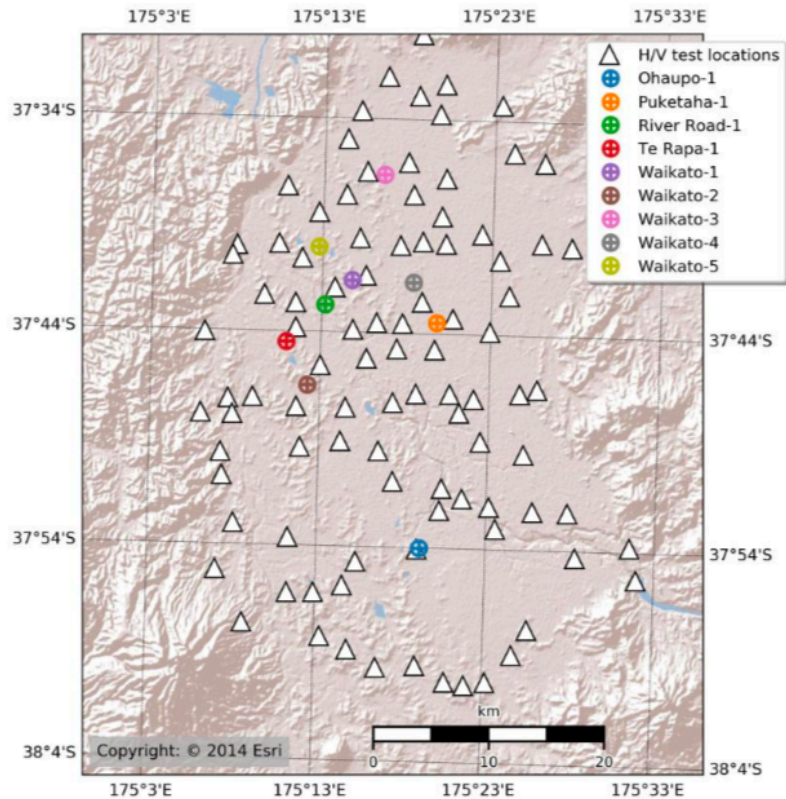 175°3'E 175°13'E 175°23'E 175°33'E
H/V test locations
Ohaupo-1
Puketaha-1
River Road-1
Te Rapa-1
Waikato-1
Waikato-2
Waikato-3
Waikato-4
Waikato-5
37°34'S
37°44'S 37°44'S
37°54'S 37°54'S
km
0 10 20
Copyright: © 2014 Esri
38°4'S 38°4'S
175°3'E 175°13'E 175°23'E 175°33'E